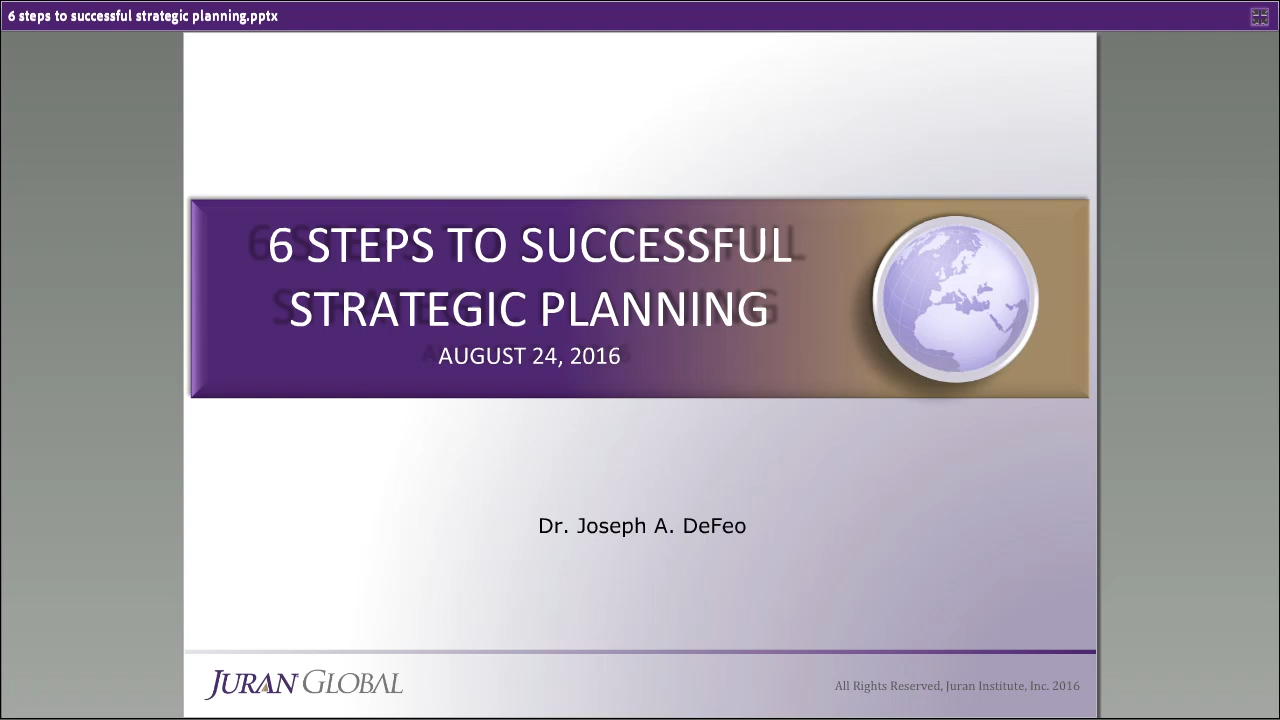 6 steps to successful strategic planning.pptx
6 STEPS TO SUCCESSFUL
STRATEGIC PLANNING
AUGUST 24, 2016
Dr. Joseph A. DeFeo
JURAN GLOBAL
All Rights Reserved, Juran Institute, Inc. 2016